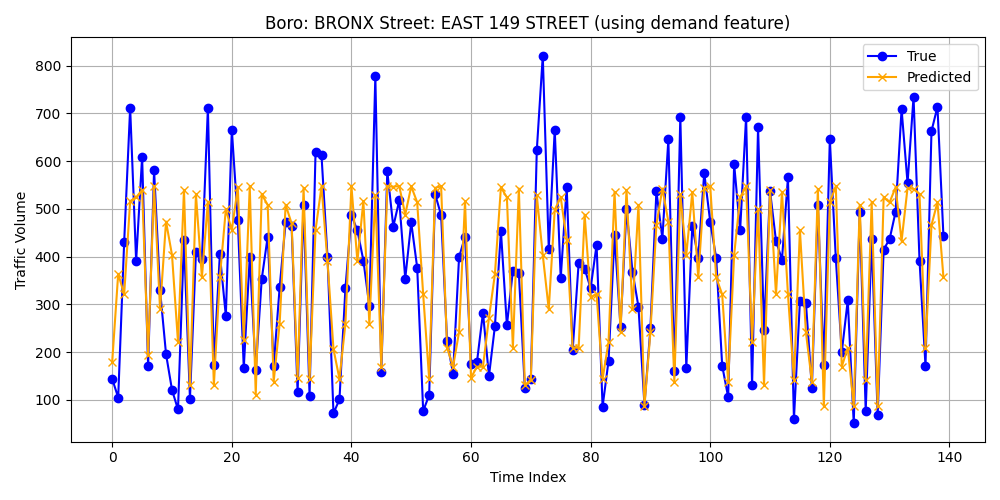 Boro: BRONX Street: EAST 149 STREET (using demand feature)
True
Predicted
Traffic Volume
800
700
600
500
400
300
200
100
0 20 40 60 80 100 120 140
Time Index